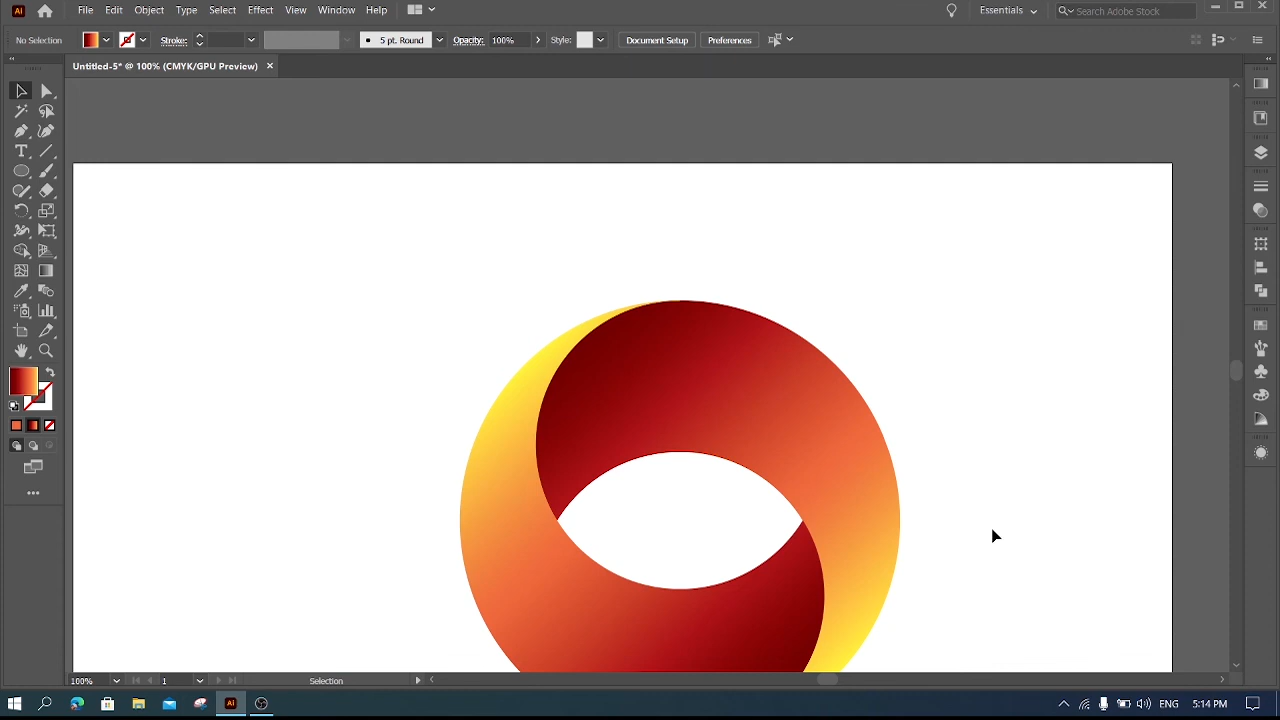 Ai File Edit Object Type Select Effect View Window Help Essentials Search Adobe Stock
No Selection Stroke: 5 pt. Round Opacity: 100% Style: Document Setup Preferences
Untitled-5* @ 100% (CMYK/GPU Preview) ×
100% 1 Selection
Ai ENG 5:14 PM